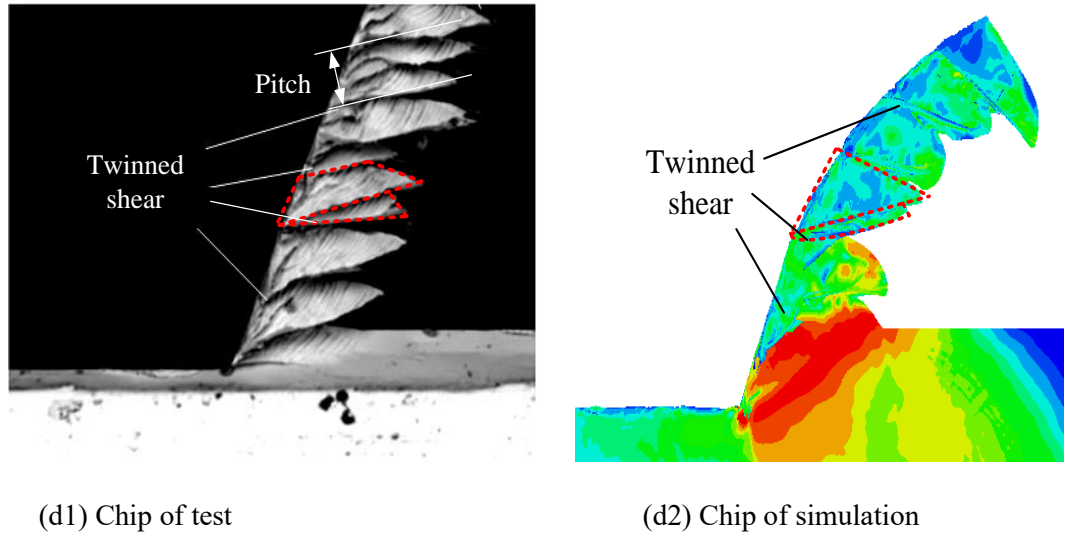 Pitch
Twinned
shear
Twinned
shear
(d1) Chip of test
(d2) Chip of simulation